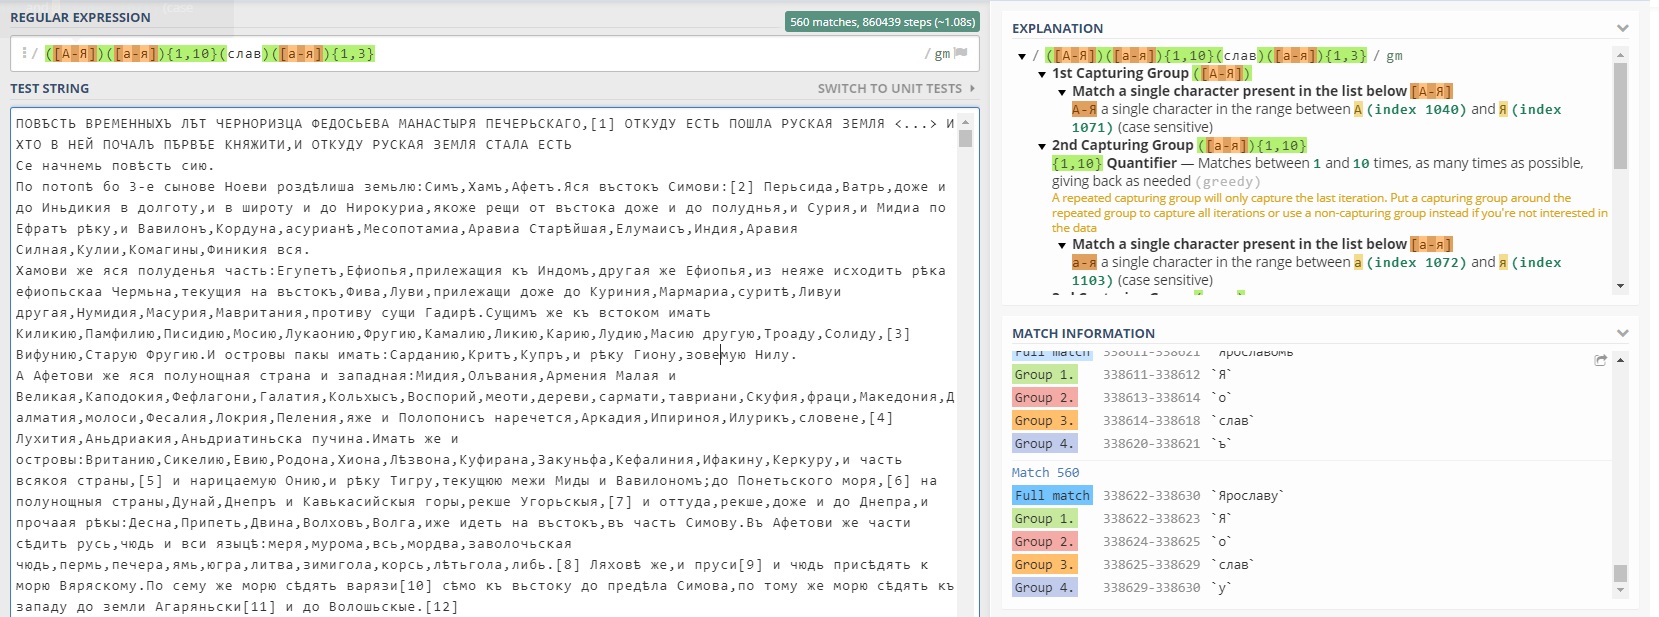 REGULAR EXPRESSION
560 matches, 860439 steps (~1.08s)
/ ([А-Я])([а-я]){1,10}(слав)([а-я]){1,3}
/ gm
TEST STRING
SWITCH TO UNIT TESTS
ПОВѢСТЬ ВРЕМЕННЫХЪ ЛѢТ ЧЕРНОРИЗЦА ФЕДОСЬЕВА МАНАСТЫРЯ ПЕЧЕРЬСКАГО,[1] ОТКУДУ ЕСТЬ ПОШЛА РУСКАЯ ЗЕМЛЯ <...> И
ХТО В НЕЙ ПОЧАЛЪ ПѢРВѢЕ КНЯЖИТИ,И ОТКУДУ РУСКАЯ ЗЕМЛЯ СТАЛА ЕСТЬ
Се начнемь повѣсть сию.
По потопѣ бо 3-е сынове Ноеви роздѣлиша земьлю:Симъ,Хамъ,Афетъ.Яся въстокъ Симови:[2] Перьсида,Ватрь,доже и
до Иньдикия в долготу,и в широту и до Нирокуриа,якоже рещи от въстока доже и до полуднья,и Сурия,и Мидиа по
Ефратъ рѣку,и Вавилонъ,Кордуна,асурианѣ,Месопотамиа,Аравиа Старѣйшая,Елумаисъ,Индия,Аравия
Силная,Кулии,Комагины,Финикия вся.
Хамови же яся полуденья часть:Егупетъ,Ефиопья,прилежащия къ Индомъ,другая же Ефиопья,из неяже исходить рѣка
ефиопьскаа Чермьна,текущия на въстокъ,Фива,Луви,прилежащи доже до Куриния,Мармариа,суритѣ,Ливуи
другая,Нумидия,Масурия,Мавритания,противу сущи Гадирѣ.Сущимъ же къ встоком имать
Киликию,Памфилию,Писидию,Мосию,Лукаонию,Фругию,Камалию,Ликию,Карию,Лудию,Масию другую,Троаду,Солиду,[3]
Вифунию,Старую Фругию.И островы пакы имать:Сарданию,Критъ,Купръ,и рѣку Гиону,зовемую Нилу.
А Афетови же яся полунощная страна и западная:Мидия,Олъвания,Армения Малая и
Великая,Каподокия,Фефлагони,Галатия,Кольхысъ,Воспорий,меоти,дереви,сармати,тавриани,Скуфия,фраци,Македония,Д
алматия,молоси,Фесалия,Локрия,Пеления,яже и Полопонисъ наречется,Аркадия,Ипириноя,Илурикъ,словене,[4]
Лухития,Аньдриакия,Аньдриатиньска пучина.Имать же и
островы:Вританию,Сикелию,Евию,Родона,Хиона,Лѣзвона,Куфирана,Закуньфа,Кефалиния,Ифакину,Керкуру,и часть
всякоя страны,[5] и нарицаемую Онию,и рѣку Тигру,текущюю межи Миды и Вавилономъ;до Понетьского моря,[6] на
полунощныя страны,Дунай,Днепръ и Кавькасийскыя горы,рекше Угорьскыя,[7] и оттуда,рекше,доже и до Днепра,и
прочаая рѣкы:Десна,Припеть,Двина,Волховъ,Волга,иже идеть на въстокъ,въ часть Симову.Въ Афетови же части
сѣдить русь,чюдь и вси языцѣ:меря,мурома,всь,мордва,заволочьская
чюдь,пермь,печера,ямь,югра,литва,зимигола,корсь,лѣтьгола,либь.[8] Ляховѣ же,и пруси[9] и чюдь присѣдять к
морю Вяряскому.По сему же морю сѣдять варязи[10] сѣмо къ вьстоку до предѣла Симова,по тому же морю сѣдять къ
западу до земли Агаряньски[11] и до Волошьскые.[12]
EXPLANATION
/ ([А-Я])([а-я]){1,10}(слав)([а-я]){1,3} / gm
1st Capturing Group ([А-Я])
Match a single character present in the list below [А-Я]
А-Я a single character in the range between А (index 1040) and Я (index
1071) (case sensitive)
2nd Capturing Group ([а-я]){1,10}
{1,10} Quantifier — Matches between 1 and 10 times, as many times as possible,
giving back as needed (greedy)
A repeated capturing group will only capture the last iteration. Put a capturing group around the
repeated group to capture all iterations or use a non-capturing group instead if you're not interested in
the data
Match a single character present in the list below [а-я]
а-я a single character in the range between а (index 1072) and я (index
1103) (case sensitive)
MATCH INFORMATION
Full match 338611-338621 `Ярославомъ`
Group 1. 338611-338612 `Я`
Group 2. 338613-338614 `о`
Group 3. 338614-338618 `слав`
Group 4. 338620-338621 `ъ`
Match 560
Full match 338622-338630 `Ярославу`
Group 1. 338622-338623 `Я`
Group 2. 338624-338625 `о`
Group 3. 338625-338629 `слав`
Group 4. 338629-338630 `у`